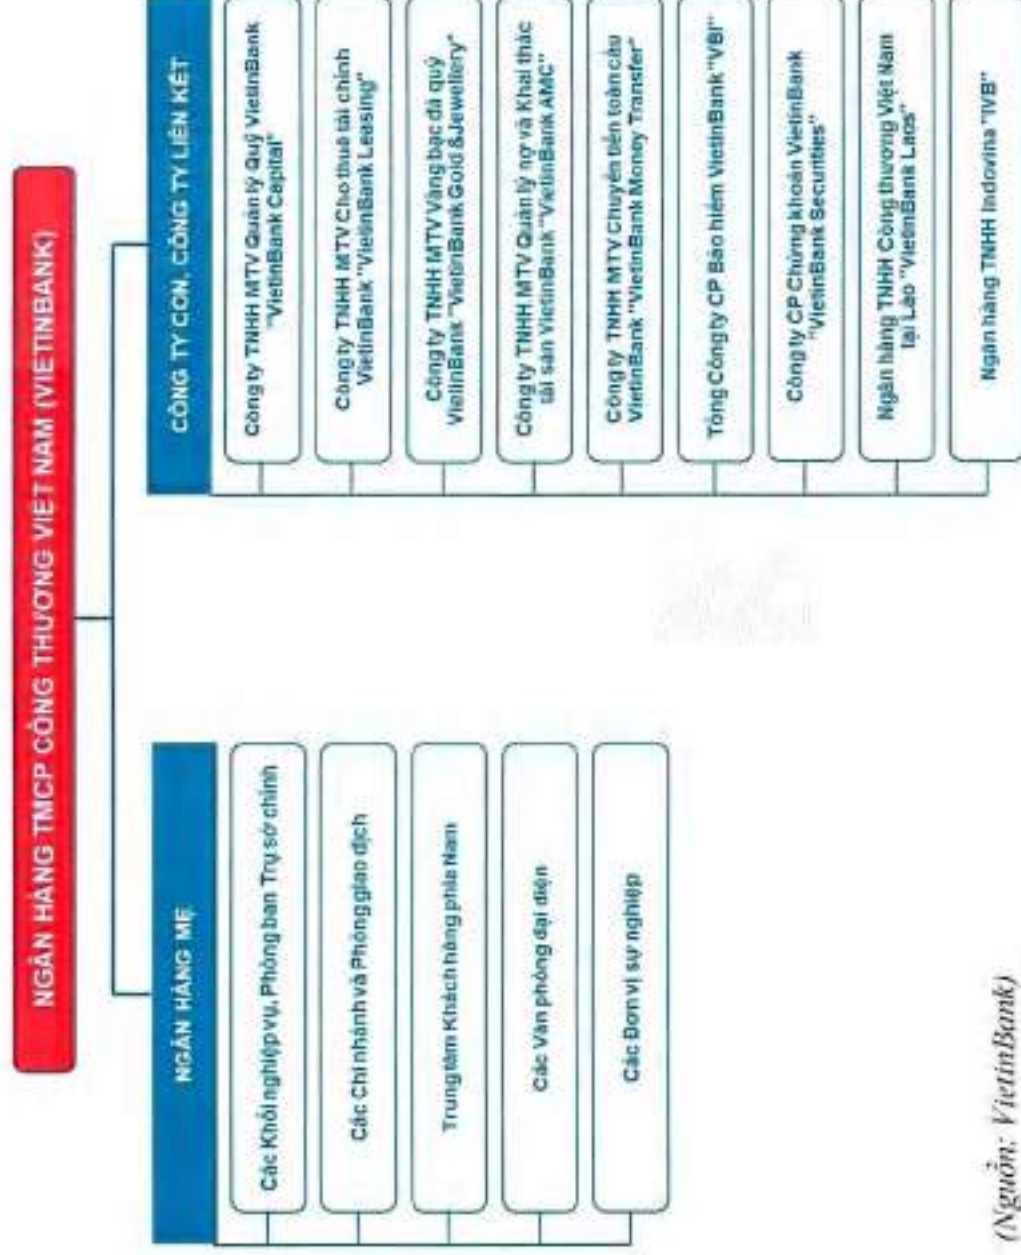 NGÂN HÀNG TMCP CÔNG THƯƠNG VIỆT NAM (VIETINBANK)
NGÂN HÀNG MẸ
Các Khối nghiệp vụ, Phòng ban Trụ sở chính
Các Chi nhánh và Phòng giao dịch
Trung tâm Khách hàng phía Nam
Các Văn phòng đại diện
Các Đơn vị sự nghiệp
CÔNG TY CON, CÔNG TY LIÊN KẾT
Công ty TNHH MTV Quản lý Quỹ VietinBank
"VietinBank Capital"
Công ty TNHH MTV Cho thuê tài chính
VietinBank "VietinBank Leasing"
Công ty TNHH MTV Vàng bạc đá quý
VietinBank "VietinBank Gold & Jewellery"
Công ty TNHH MTV Quản lý nợ và Khai thác
tài sản VietinBank "VietinBank AMC"
Công ty TNHH MTV Chuyển tiền toàn cầu
VietinBank "VietinBank Money Transfer"
Tổng Công ty CP Bảo hiểm VietinBank "VBI"
Công ty CP Chứng khoán VietinBank
"VietinBank Securities"
Ngân hàng TNHH Công thương Việt Nam
tại Lào "VietinBank Laos"
Ngân hàng TNHH Indovina "IVB"
(Nguồn: VietinBank)